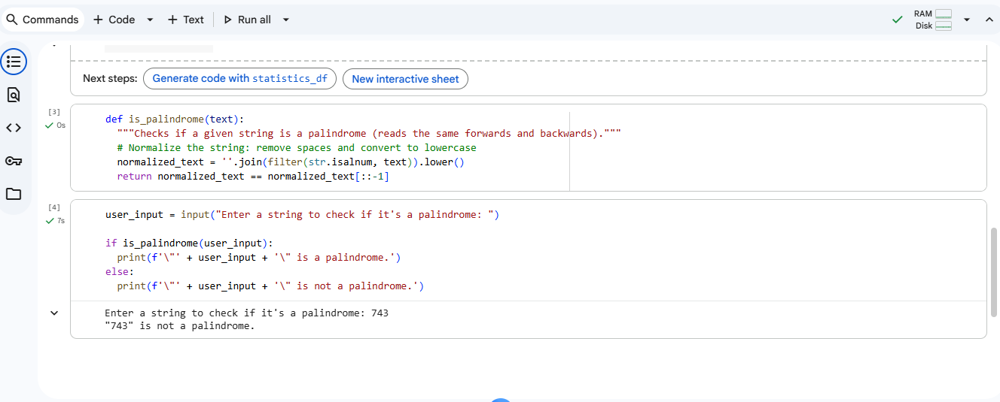 Commands + Code + Text Run all RAM
Disk
Next steps: Generate code with statistics_df New interactive sheet
[3]
0s
def is_palindrome(text):
"""Checks if a given string is a palindrome (reads the same forwards and backwards)."""
# Normalize the string: remove spaces and convert to lowercase
normalized_text = ''.join(filter(str.isalnum, text)).lower()
return normalized_text == normalized_text[::-1]
[4]
7s
user_input = input("Enter a string to check if it's a palindrome: ")
if is_palindrome(user_input):
print(f'\"' + user_input + '\" is a palindrome.')
else:
print(f'\"' + user_input + '\" is not a palindrome.')
Enter a string to check if it's a palindrome: 743
"743" is not a palindrome.